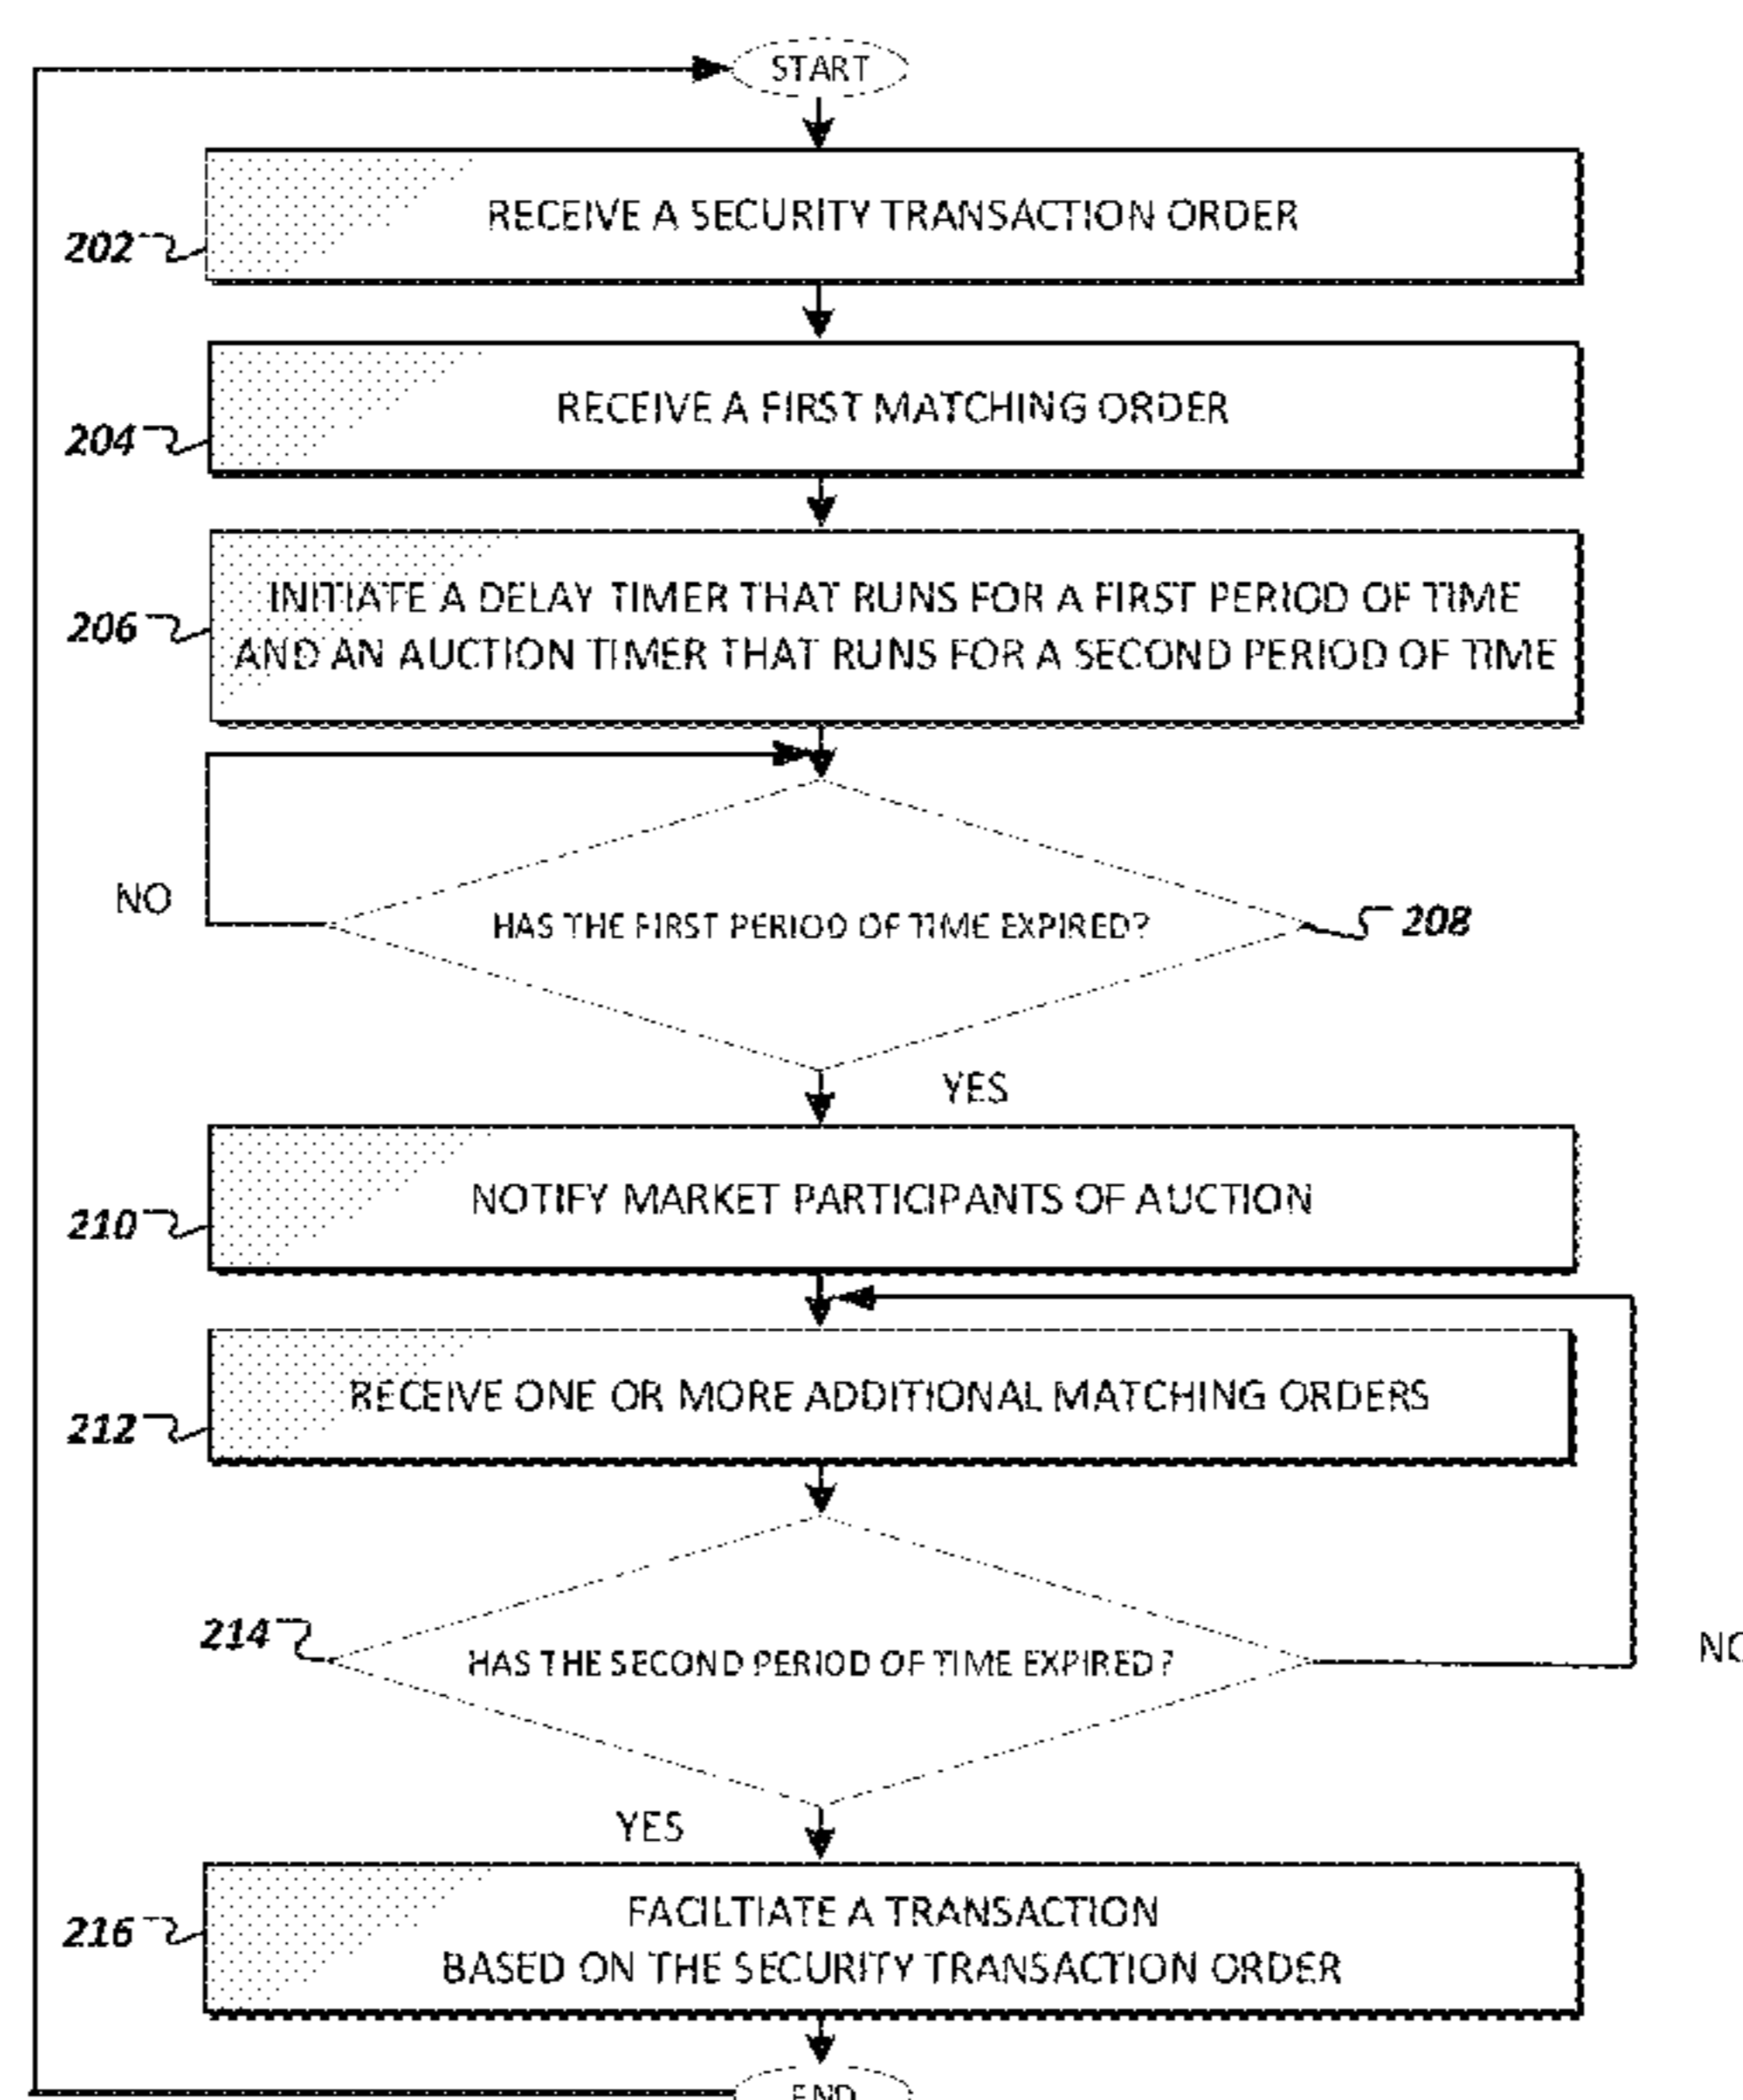 START
RECEIVE A SECURITY TRANSACTION ORDER
202
RECEIVE A FIRST MATCHING ORDER
204
INITIATE A DELAY TIMER THAT RUNS FOR A FIRST PERIOD OF TIME
AND AN AUCTION TIMER THAT RUNS FOR A SECOND PERIOD OF TIME
206
NO
HAS THE FIRST PERIOD OF TIME EXPIRED?
208
YES
NOTIFY MARKET PARTICIPANTS OF AUCTION
210
RECEIVE ONE OR MORE ADDITIONAL MATCHING ORDERS
212
214
HAS THE SECOND PERIOD OF TIME EXPIRED?
NO
YES
FACILTIATE A TRANSACTION
BASED ON THE SECURITY TRANSACTION ORDER
216
END